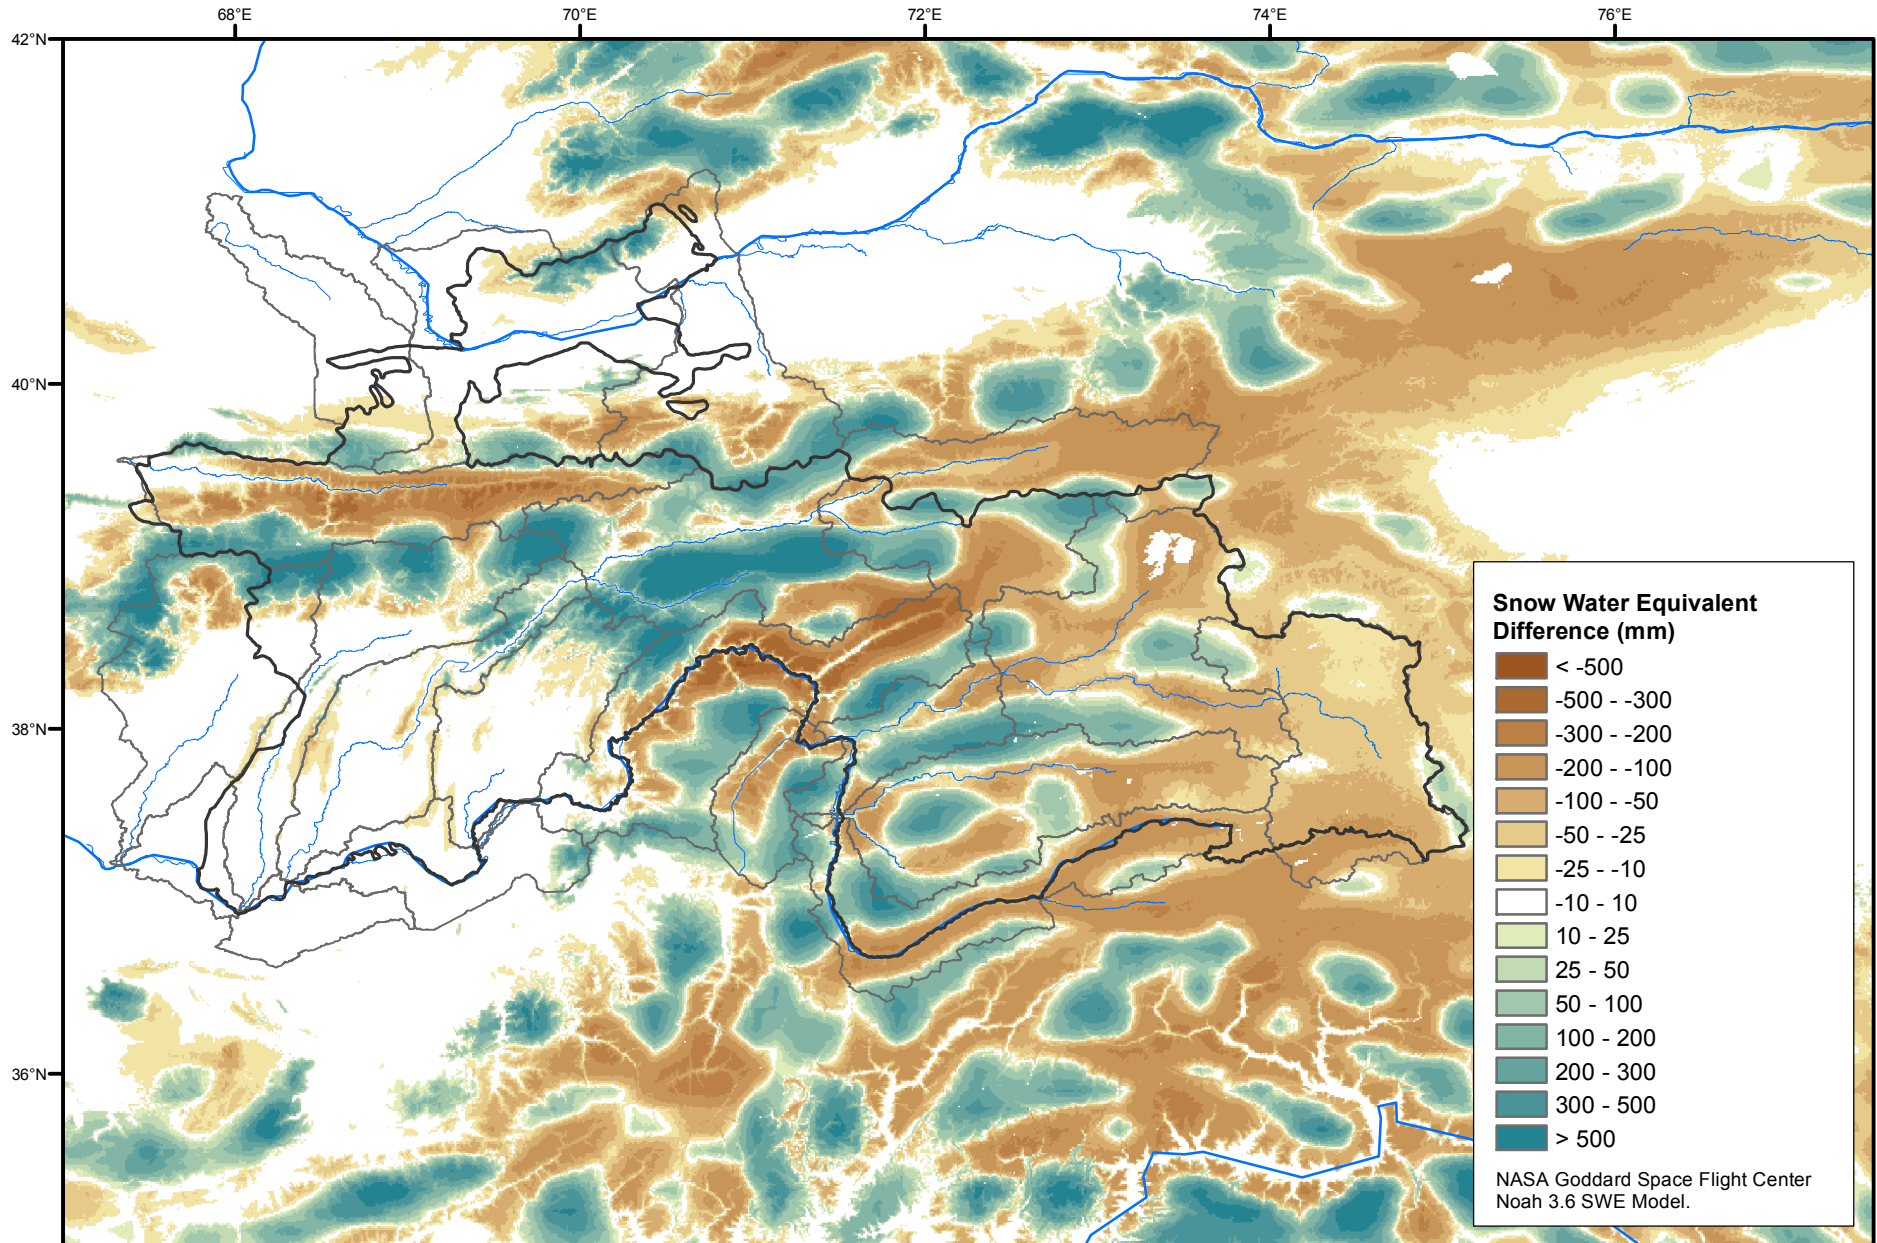 68°E 70°E 72°E 74°E 76°E
42°N
40°N
38°N
36°N
Snow Water Equivalent
Difference (mm)
< -500
-500 - -300
-300 - -200
-200 - -100
-100 - -50
-50 - -25
-25 - -10
-10 - 10
10 - 25
25 - 50
50 - 100
100 - 200
200 - 300
300 - 500
> 500
NASA Goddard Space Flight Center
Noah 3.6 SWE Model.